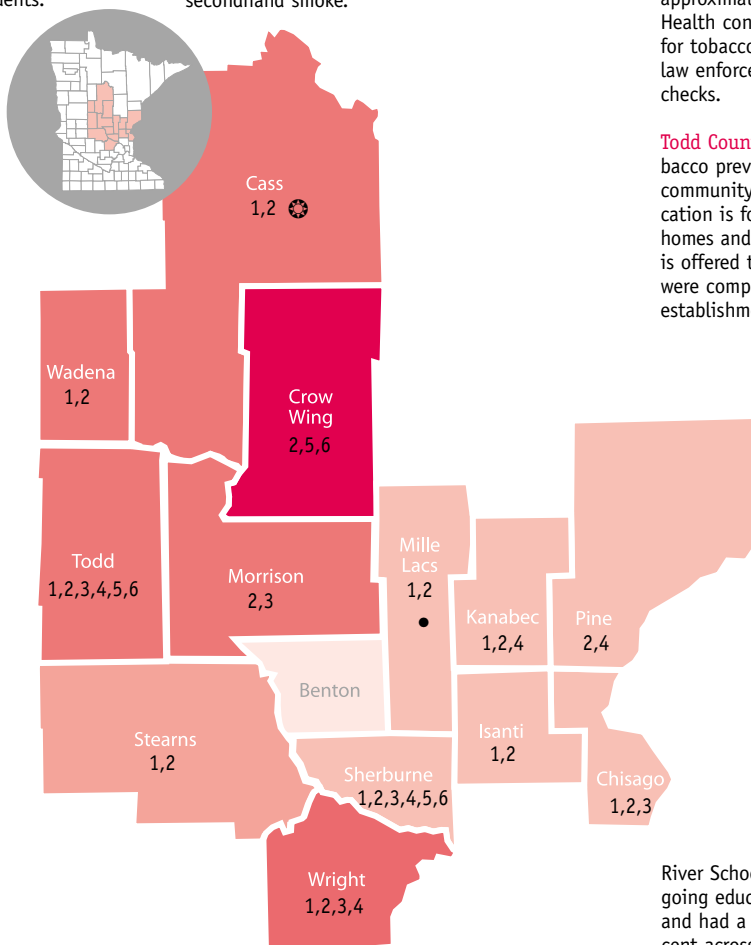 secondhand smoke.
Health con
for tobacco
law enforce
checks.
Todd Coun
bacco prev
community
cation is fo
homes and
is offered t
were comp
establishm
Cass
1,2
Wadena
1,2
Crow
Wing
2,5,6
Todd
1,2,3,4,5,6
Morrison
2,3
Mille
Lacs
1,2
Kanabec
1,2,4
Pine
2,4
Benton
Stearns
1,2
Isanti
1,2
Sherburne
1,2,3,4,5,6
Chisago
1,2,3
Wright
1,2,3,4
River Schoo
going educ
and had a